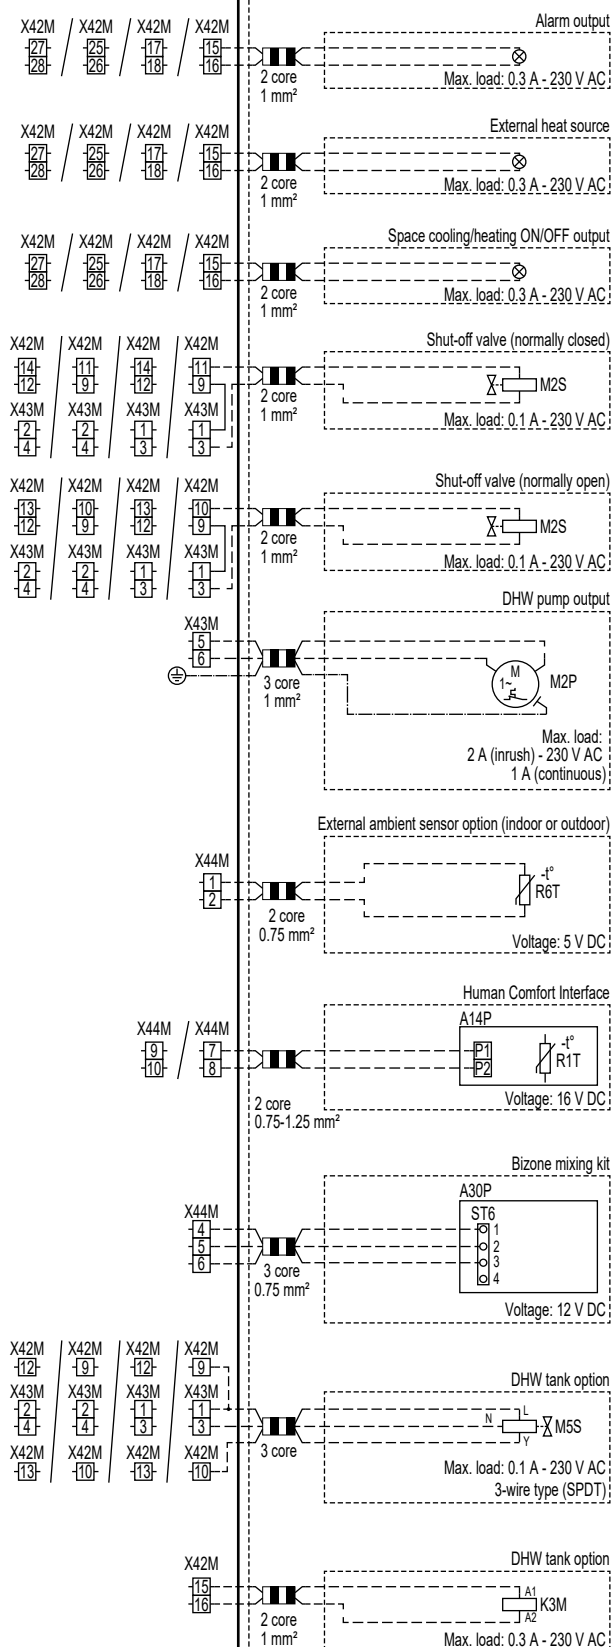 Alarm output
X42M / X42M / X42M / X42M
27 25 17 15
28 26 18 16
2 core
1 mm²
Max. load: 0.3 A - 230 V AC
External heat source
X42M / X42M / X42M / X42M
27 25 17 15
28 26 18 16
2 core
1 mm²
Max. load: 0.3 A - 230 V AC
Space cooling/heating ON/OFF output
X42M / X42M / X42M / X42M
27 25 17 15
28 26 18 16
2 core
1 mm²
Max. load: 0.3 A - 230 V AC
Shut-off valve (normally closed)
X42M / X42M / X42M / X42M
14 11 14 11
12 9 12 9
X43M X43M X43M X43M
2 2 1 1
4 4 3 3
2 core
1 mm²
M2S
Max. load: 0.1 A - 230 V AC
Shut-off valve (normally open)
X42M / X42M / X42M / X42M
13 10 13 10
12 9 12 9
X43M X43M X43M X43M
2 2 1 1
4 4 3 3
2 core
1 mm²
M2S
Max. load: 0.1 A - 230 V AC
DHW pump output
X43M
5
6
3 core
1 mm²
M
1~
M2P
Max. load:
2 A (inrush) - 230 V AC
1 A (continuous)
External ambient sensor option (indoor or outdoor)
X44M
1
2
2 core
0.75 mm²
-t°
R6T
Voltage: 5 V DC
Human Comfort Interface
X44M / X44M
9 7
10 8
2 core
0.75-1.25 mm²
A14P
P1
P2
-t°
R1T
Voltage: 16 V DC
Bizone mixing kit
X44M
4
5
6
3 core
0.75 mm²
A30P
ST6
1
2
3
4
Voltage: 12 V DC
DHW tank option
X42M / X42M / X42M / X42M
12 9 12 9
X43M X43M X43M X43M
2 2 1 1
4 4 3 3
X42M X42M X42M X42M
13 10 13 10
3 core
N
L
Y
M5S
Max. load: 0.1 A - 230 V AC
3-wire type (SPDT)
DHW tank option
X42M
15
16
2 core
1 mm²
A1
A2
K3M
Max. load: 0.3 A - 230 V AC